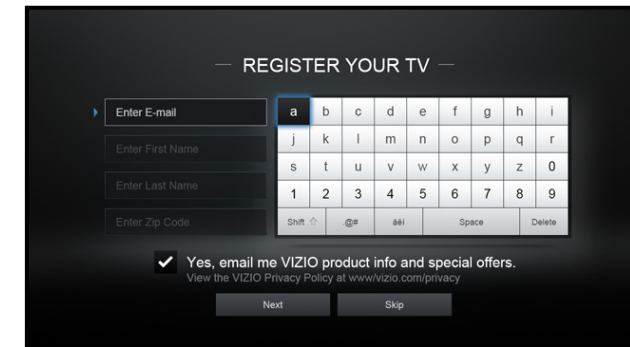 REGISTER YOUR TV
Enter E-mail
Enter First Name
Enter Last Name
Enter Zip Code
a b c d e f g h i
j k l m n o p q r
s t u v w x y z 0
1 2 3 4 5 6 7 8 9
Shift .@# äêì Space Delete
Yes, email me VIZIO product info and special offers.
View the VIZIO Privacy Policy at www/vizio.com/privacy
Next Skip